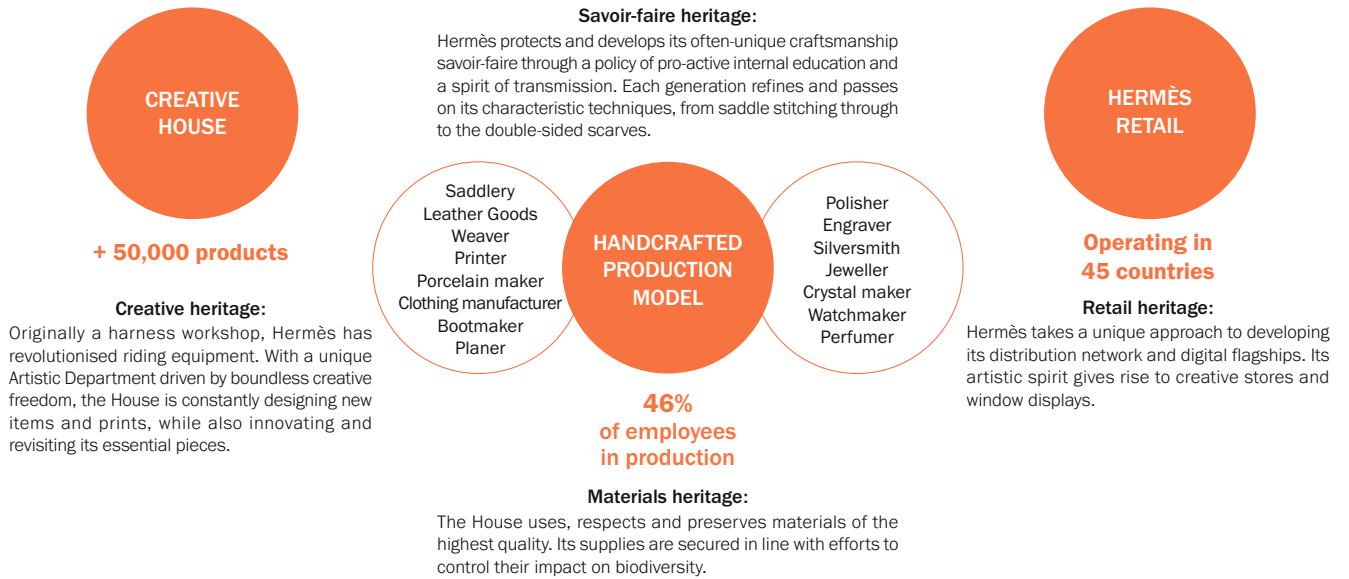 CREATIVE
HOUSE
+ 50,000 products
Creative heritage:
Originally a harness workshop, Hermès has
revolutionised riding equipment. With a unique
Artistic Department driven by boundless creative
freedom, the House is constantly designing new
items and prints, while also innovating and
revisiting its essential pieces.
Savoir-faire heritage:
Hermès protects and develops its often-unique craftsmanship
savoir-faire through a policy of pro-active internal education and
a spirit of transmission. Each generation refines and passes
on its characteristic techniques, from saddle stitching through
to the double-sided scarves.
Saddlery
Leather Goods
Weaver
Printer
Porcelain maker
Clothing manufacturer
Bootmaker
Planer
HANDCRAFTED
PRODUCTION
MODEL
Polisher
Engraver
Silversmith
Jeweller
Crystal maker
Watchmaker
Perfumer
46%
of employees
in production
Materials heritage:
The House uses, respects and preserves materials of the
highest quality. Its supplies are secured in line with efforts to
control their impact on biodiversity.
HERMÈS
RETAIL
Operating in
45 countries
Retail heritage:
Hermès takes a unique approach to developing
its distribution network and digital flagships. Its
artistic spirit gives rise to creative stores and
window displays.